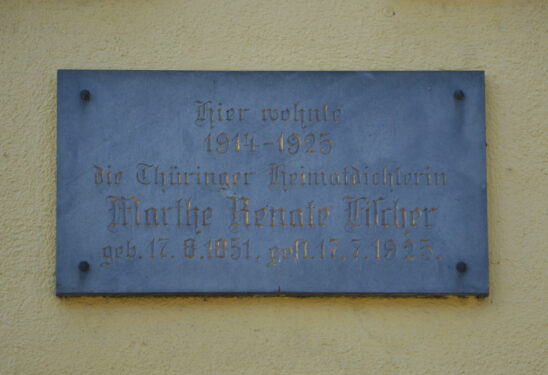 Hier wohnte
1914-1925
die Thüringer Heimatdichterin
Marthe Renate Fischer
geb. 17. 8. 1851. gest. 17. 7. 1925.